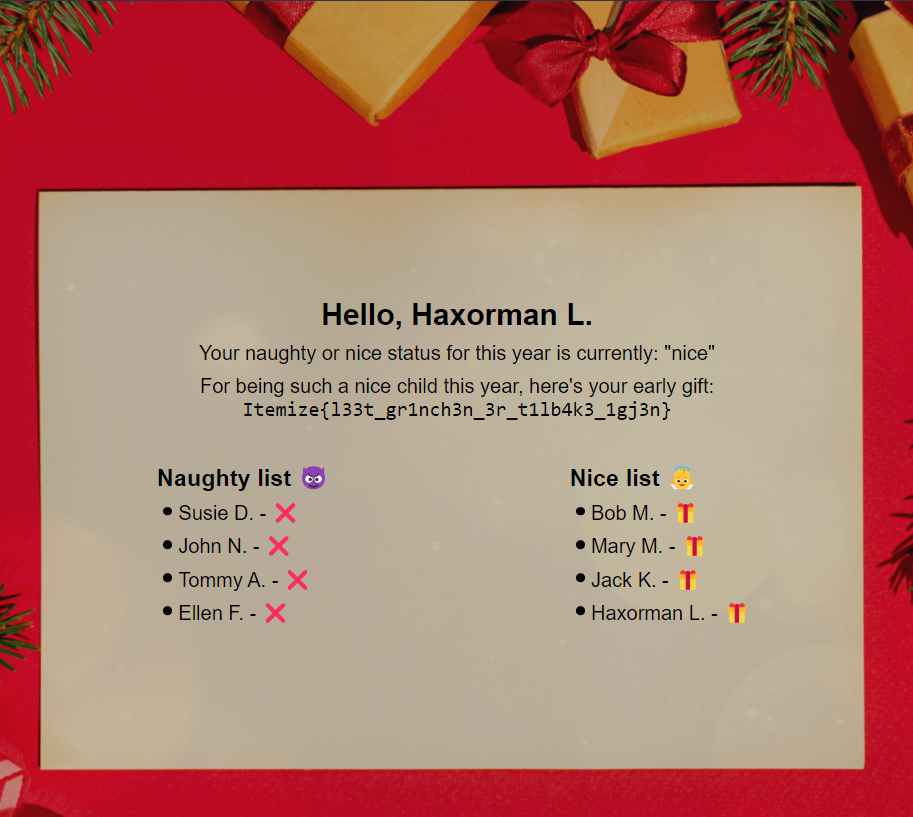 Hello, Haxorman L.
Your naughty or nice status for this year is currently: "nice"
For being such a nice child this year, here's your early gift:
Itemize{l33t_gr1nch3n_3r_t1lb4k3_1gj3n}
Naughty list 😈
• Susie D. - ❌
• John N. - ❌
• Tommy A. - ❌
• Ellen F. - ❌
Nice list 👼
• Bob M. - 🎁
• Mary M. - 🎁
• Jack K. - 🎁
• Haxorman L. - 🎁